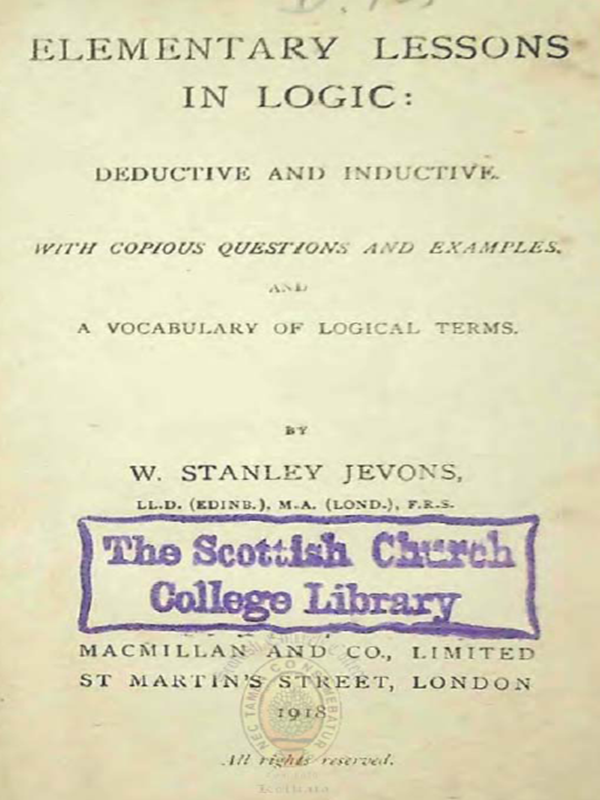 ELEMENTARY LESSONS
IN LOGIC:
DEDUCTIVE AND INDUCTIVE.
WITH COPIOUS QUESTIONS AND EXAMPLES,
AND
A VOCABULARY OF LOGICAL TERMS.
BY
W. STANLEY JEVONS,
LL.D. (EDINB.), M.A. (LOND.), F.R.S.
The Scottish Church
College Library
MACMILLAN AND CO., LIMITED
ST MARTIN'S STREET, LONDON
1918
All rights reserved.